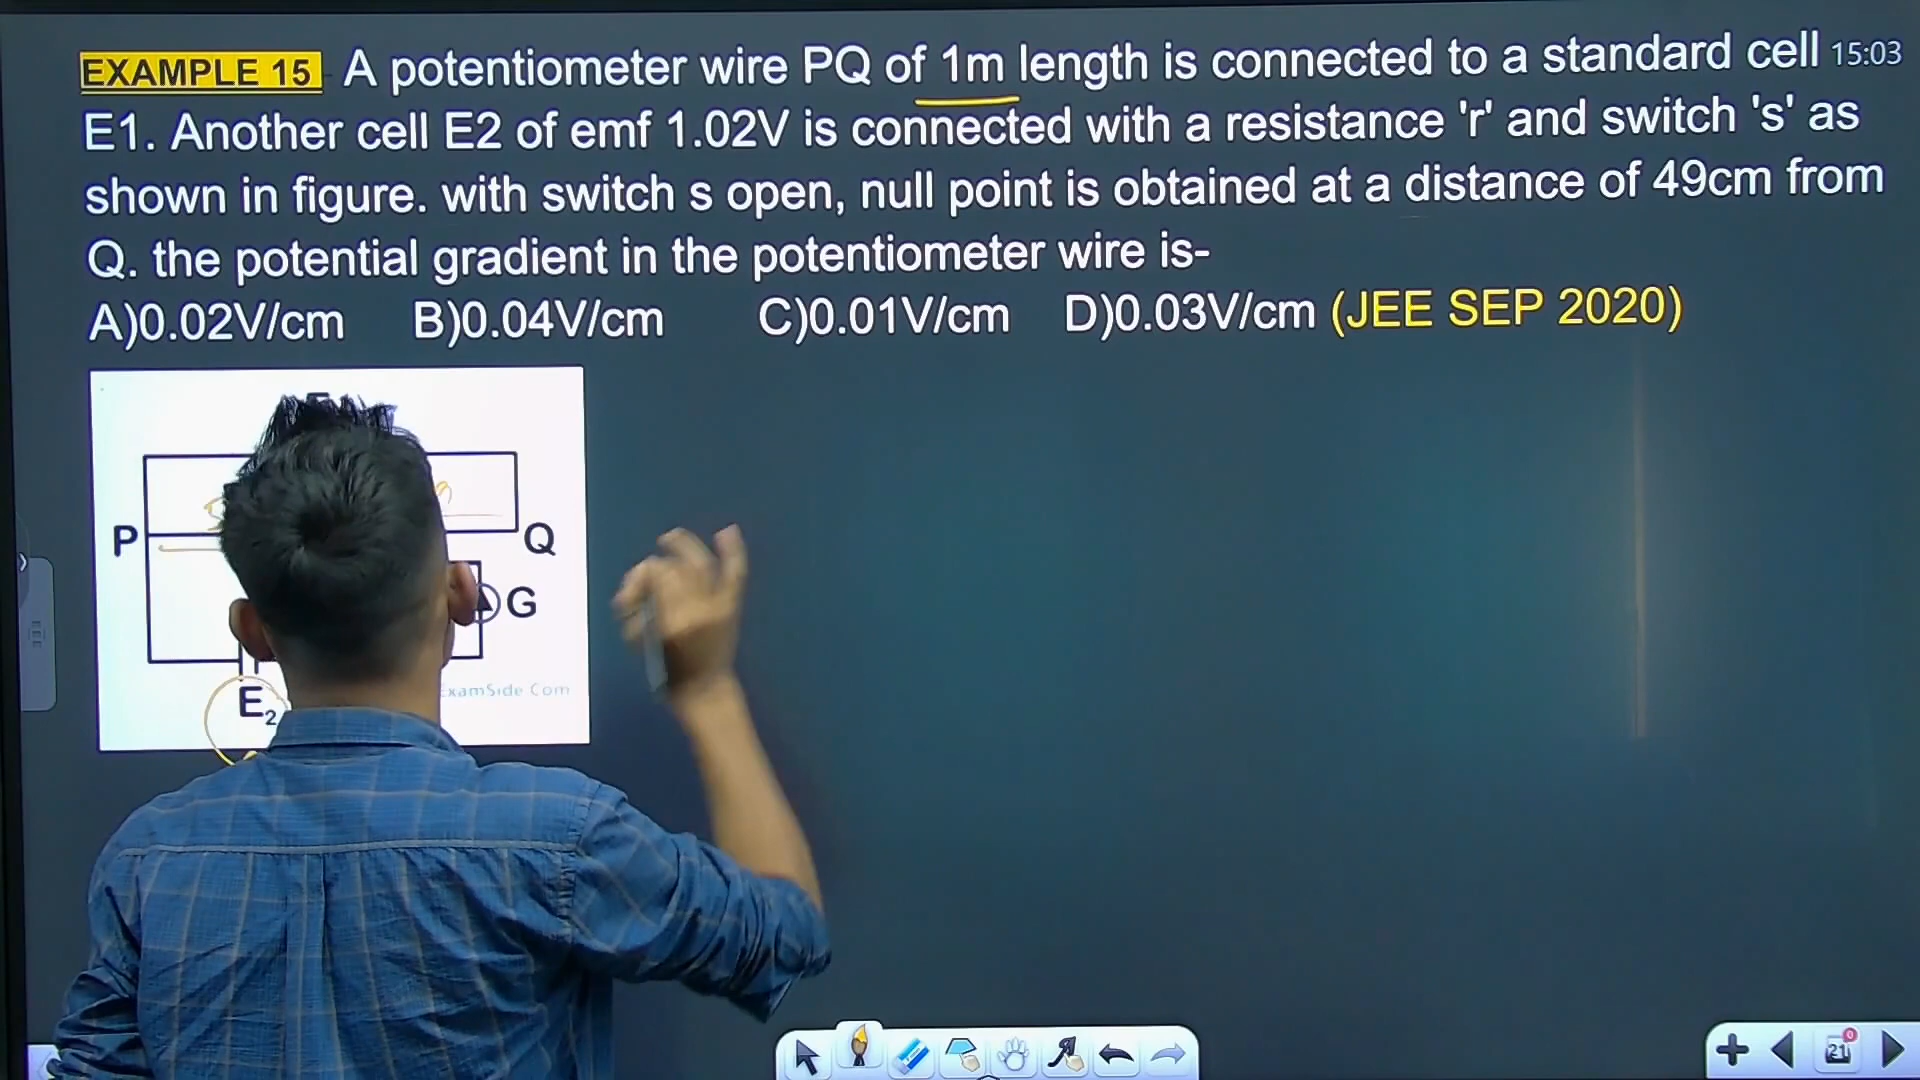 EXAMPLE 15 A potentiometer wire PQ of 1m length is connected to a standard cell 15:03
E1. Another cell E2 of emf 1.02V is connected with a resistance 'r' and switch 's' as
shown in figure. with switch s open, null point is obtained at a distance of 49cm from
Q. the potential gradient in the potentiometer wire is-
A)0.02V/cm B)0.04V/cm C)0.01V/cm D)0.03V/cm (JEE SEP 2020)
P Q
G
ExamSide Com
E2
21 0